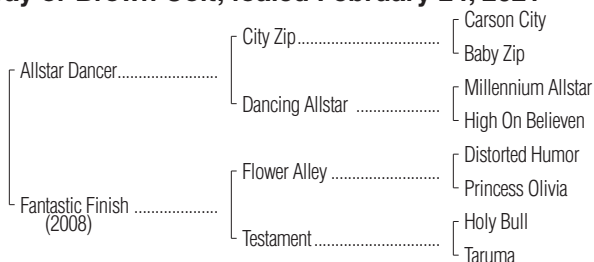 Carson City
City Zip
Baby Zip
Allstar Dancer
Millennium Allstar
Dancing Allstar
High On Believen
Distorted Humor
Flower Alley
Princess Olivia
Fantastic Finish
(2008)
Holy Bull
Testament
Taruma